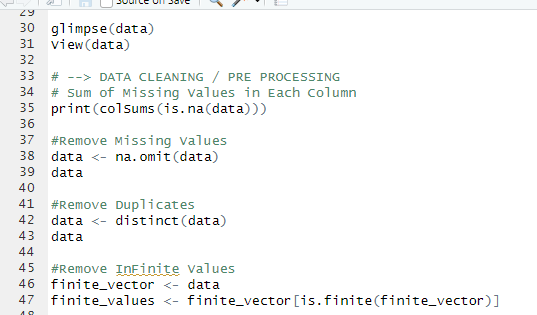 Source on Save
29
30 glimpse(data)
31 View(data)
32
33 # --> DATA CLEANING / PRE PROCESSING
34 # Sum of Missing Values in Each Column
35 print(colSums(is.na(data)))
36
37 #Remove Missing Values
38 data <- na.omit(data)
39 data
40
41 #Remove Duplicates
42 data <- distinct(data)
43 data
44
45 #Remove InFinite Values
46 finite_vector <- data
47 finite_values <- finite_vector[is.finite(finite_vector)]
48